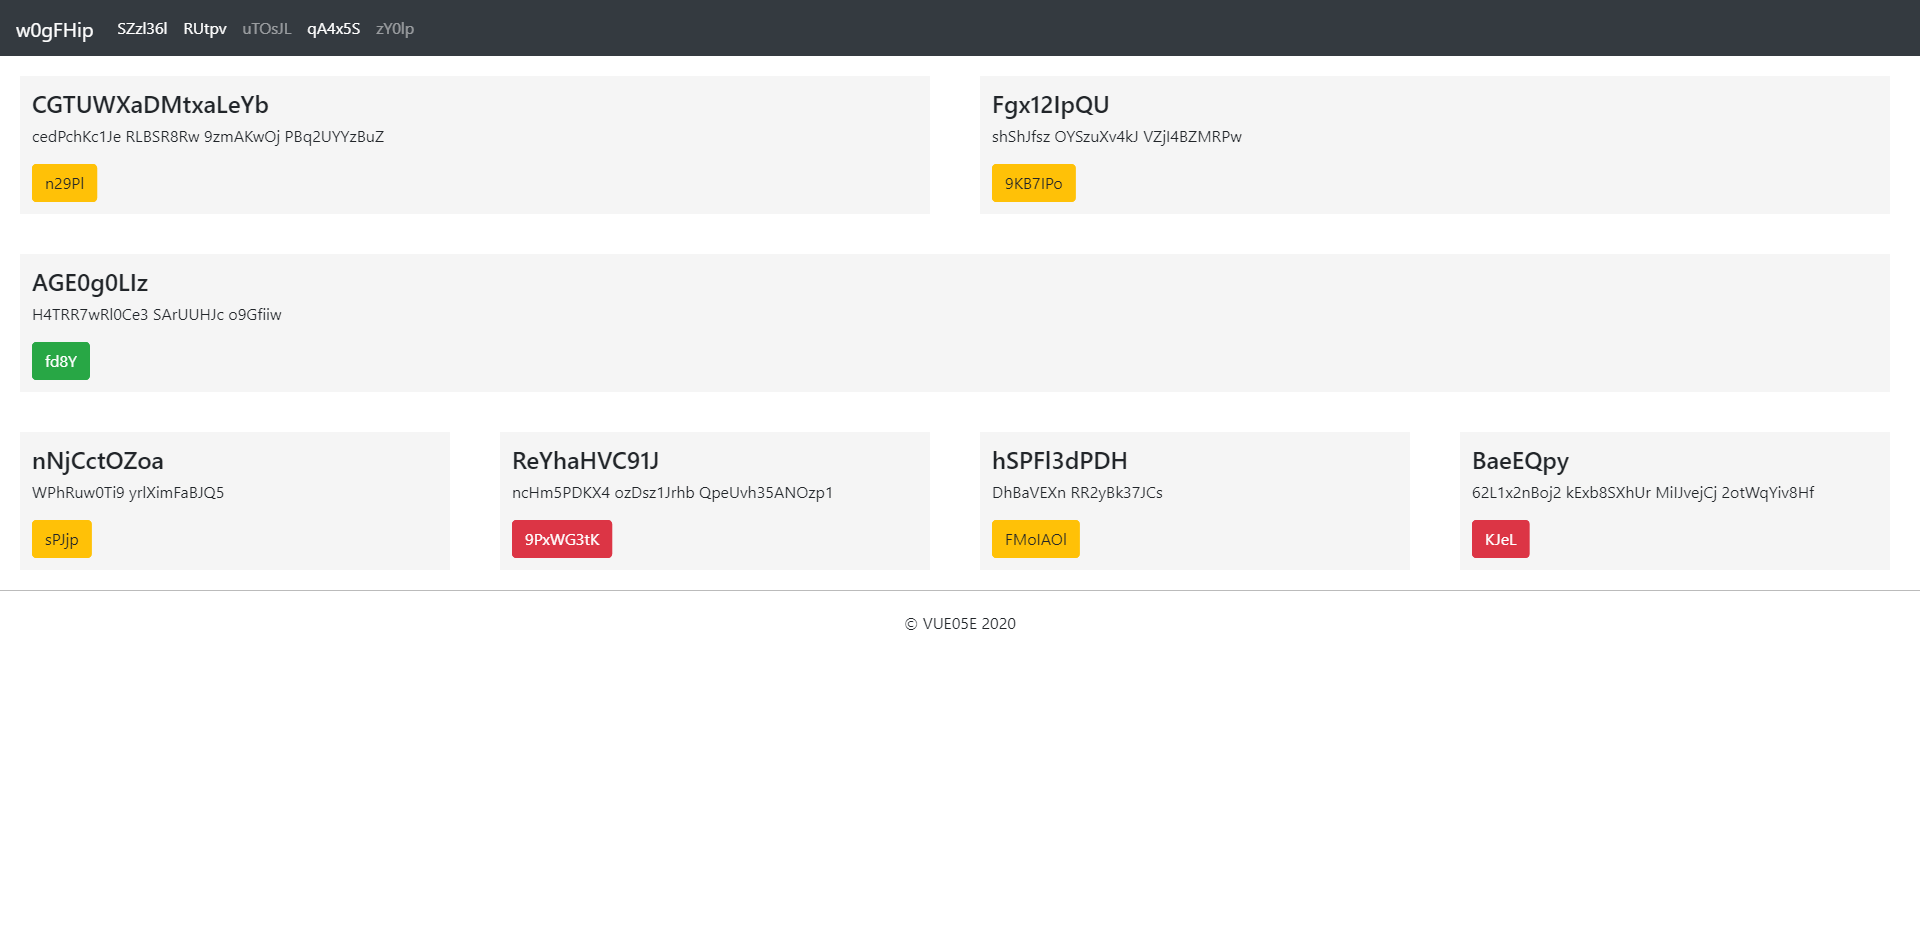 w0gFHip SZzl36l RUtpv uTOsJL qA4x5S zY0lp
CGTUWXaDMtxaLeYb
cedPchKc1Je RLBSR8Rw 9zmAKwOj PBq2UYYzBuZ
n29Pl
Fgx12IpQU
shShJfsz OYSzuXv4kJ VZjI4BZMRPw
9KB7IPo
AGE0g0LIz
H4TRR7wRl0Ce3 SArUUHJc o9Gfiiw
fd8Y
nNjCctOZoa
WPhRuw0Ti9 yrlXimFaBJQ5
sPJjp
ReYhaHVC91J
ncHm5PDKX4 ozDsz1Jrhb QpeUvh35ANOzp1
9PxWG3tK
hSPFl3dPDH
DhBaVEXn RR2yBk37JCs
FMoIAOl
BaeEQpy
62L1x2nBoj2 kExb8SXhUr MiIJvejCj 2otWqYiv8Hf
KJeL
© VUE05E 2020